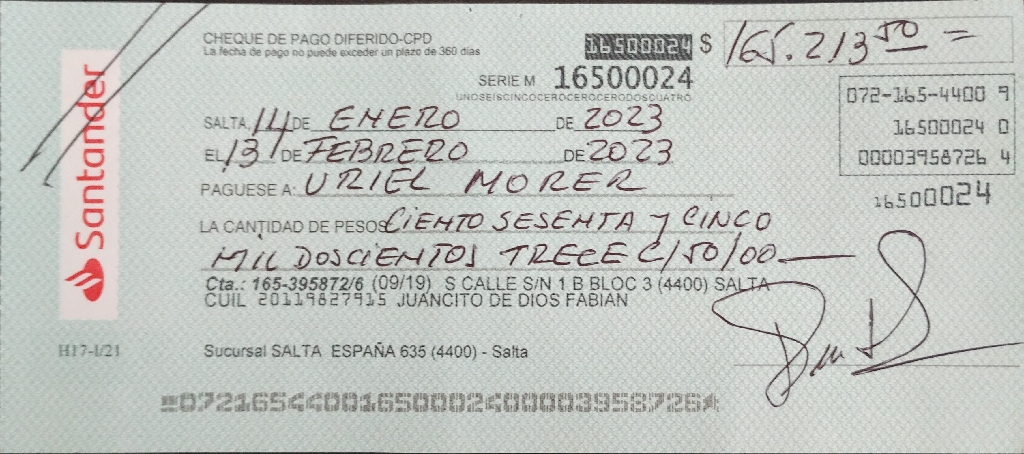 CHEQUE DE PAGO DIFERIDO-CPD
La fecha de pago no puede exceder un plazo de 360 días
16500024 $ 165.213 50 =
SERIE M 16500024
UNOSEISCINCOCEROCEROCERODOSCUATRO
072-165-4400 9
16500024 0
00003958726 4
16500024
SALTA, 14 DE ENERO DE 2023
EL 13 DE FEBRERO DE 2023
PAGUESE A: URIEL MORER
LA CANTIDAD DE PESOS CIENTO SESENTA Y CINCO
MIL DOSCIENTOS TRECE C/50/00
Cta.: 165-395872/6 (09/19) S CALLE S/N 1 B BLOC 3 (4400) SALTA
CUIL 20119827915 JUANCITO DE DIOS FABIAN
Santander
H17-I/21
Sucursal SALTA ESPAÑA 635 (4400) - Salta
07216544001650002400003958726